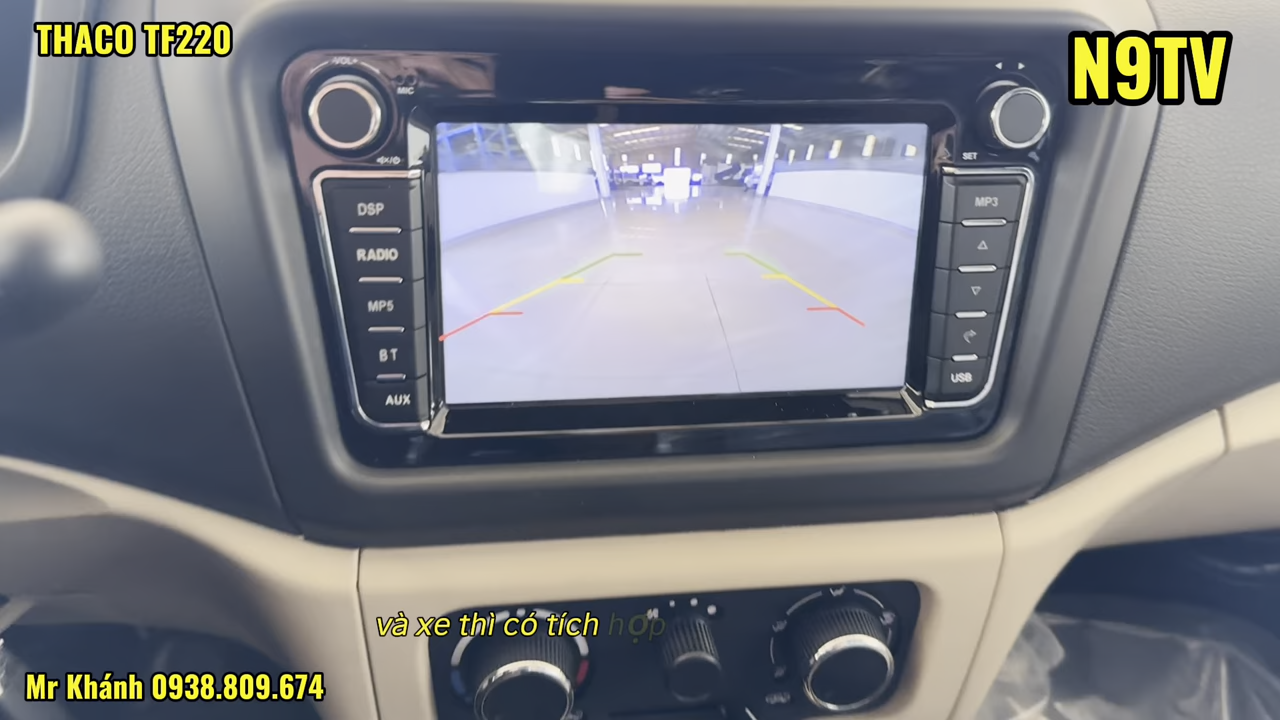 THACO TF220
N9TV
VOL+
MIC
SET
DSP
MP3
RADIO
MP5
BT
AUX
USB
và xe thì có tích hợp
Mr Khánh 0938.809.674